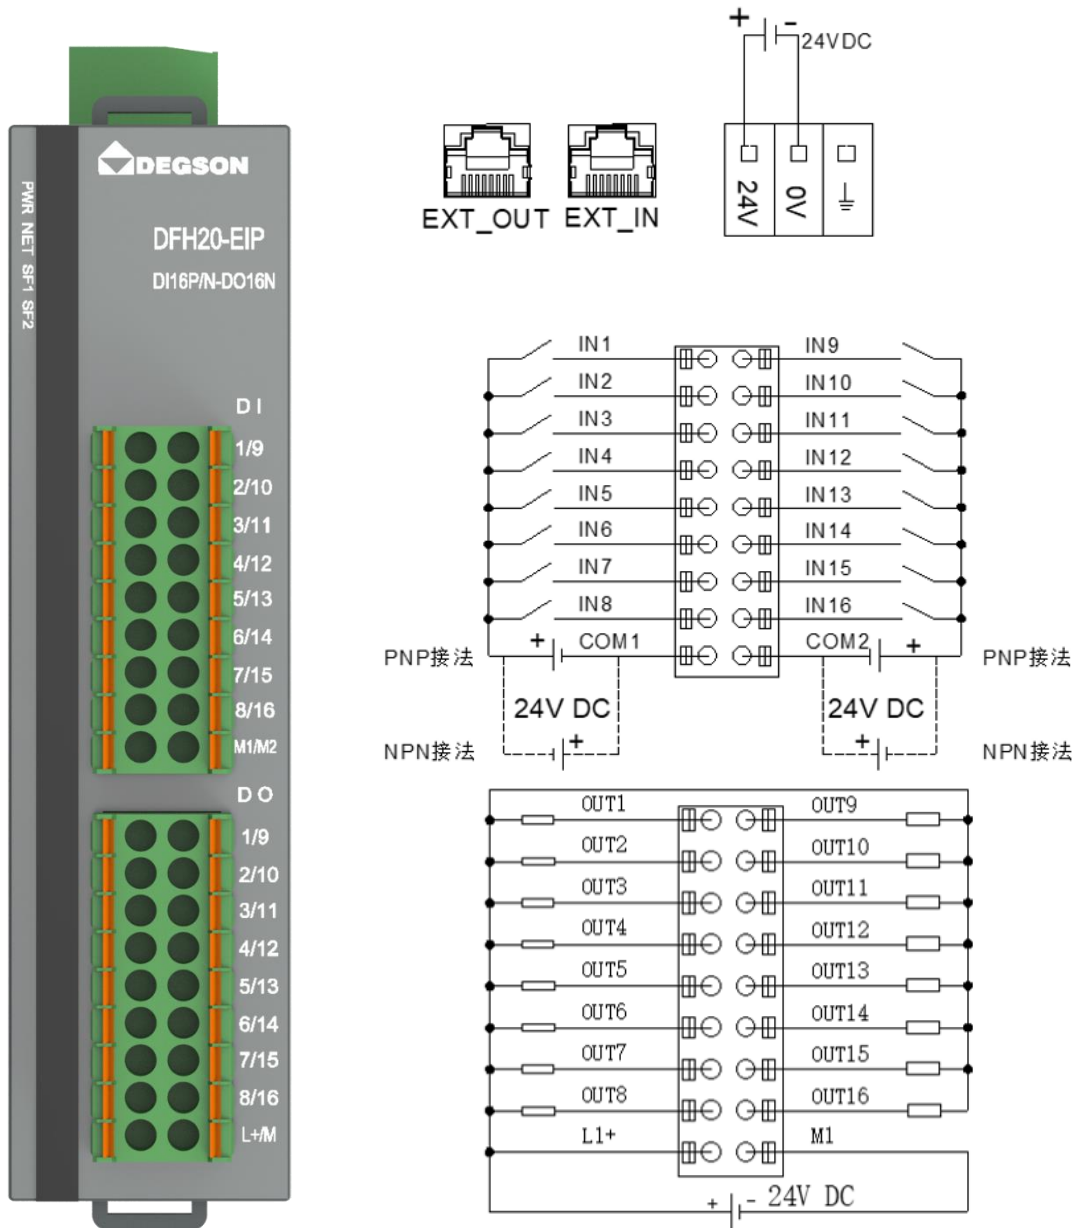 DEGSON
PWR NET SF1 SF2
DFH20-EIP
DI16P/N-DO16N
D I
1/9
2/10
3/11
4/12
5/13
6/14
7/15
8/16
M1/M2
D O
1/9
2/10
3/11
4/12
5/13
6/14
7/15
8/16
L+/M
+ - 24VDC
EXT_OUT EXT_IN
24V 0V
IN1 IN9
IN2 IN10
IN3 IN11
IN4 IN12
IN5 IN13
IN6 IN14
IN7 IN15
IN8 IN16
PNP接法 + COM1 COM2 + PNP接法
24V DC 24V DC
NPN接法 + + NPN接法
OUT1 OUT9
OUT2 OUT10
OUT3 OUT11
OUT4 OUT12
OUT5 OUT13
OUT6 OUT14
OUT7 OUT15
OUT8 OUT16
L1+ M1
+ - 24V DC